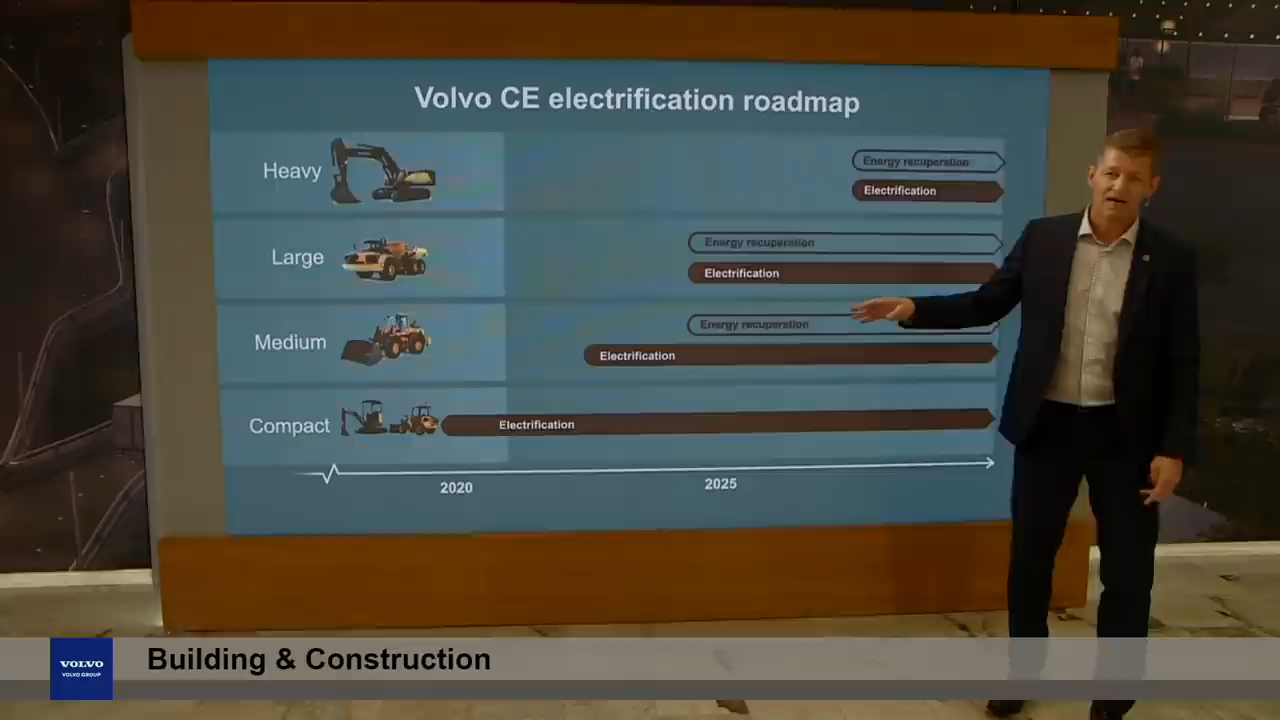 Volvo CE electrification roadmap
Heavy
Energy recuperation
Electrification
Large
Energy recuperation
Electrification
Medium
Energy recuperation
Electrification
Compact
Electrification
2020
2025
VOLVO
VOLVO GROUP
Building & Construction